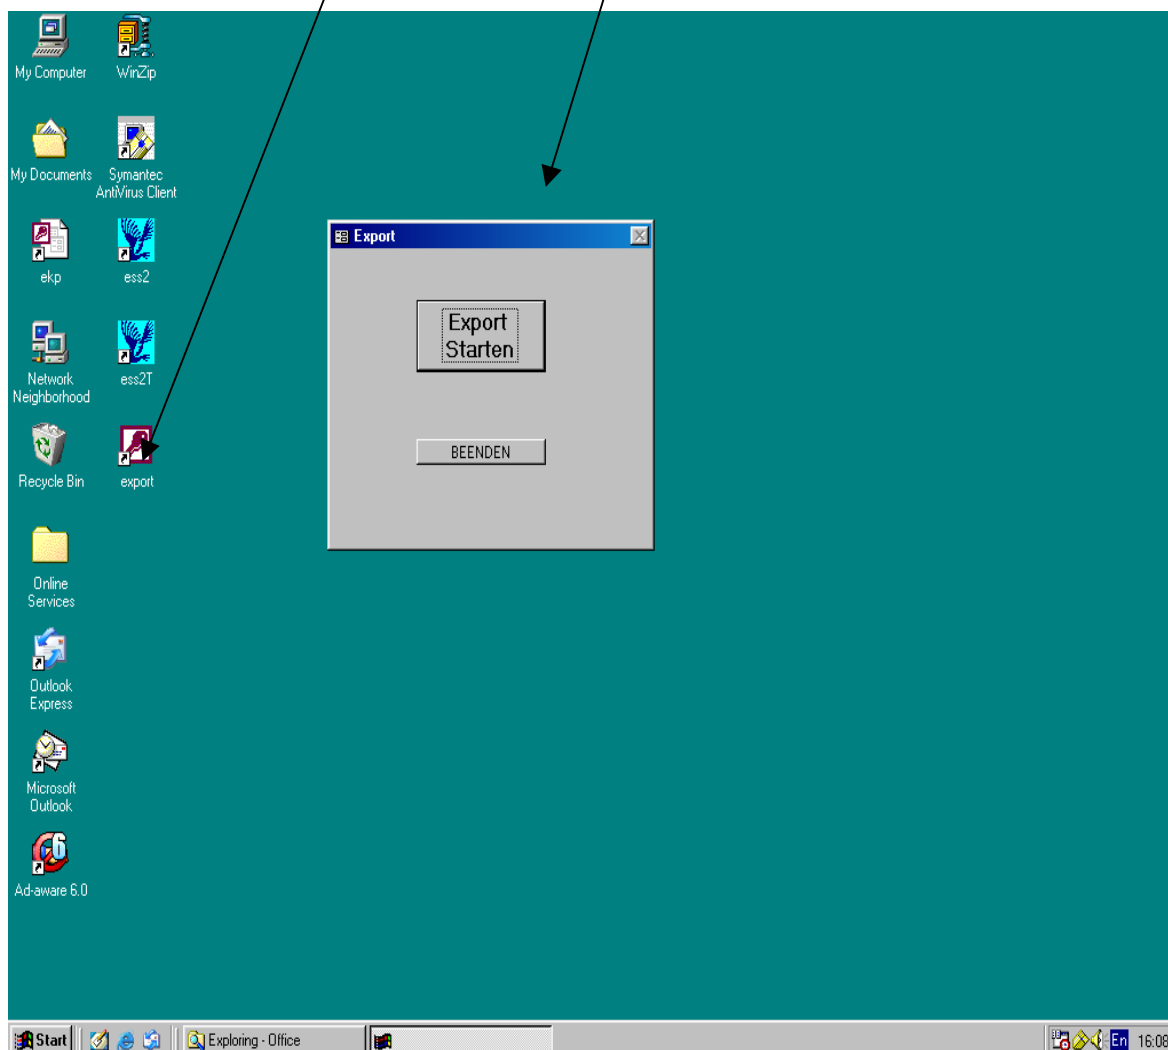 My Computer
WinZip
My Documents
Symantec
AntiVirus Client
ekp
ess2
Network
Neighborhood
ess2T
Recycle Bin
export
Online
Services
Outlook
Express
Microsoft
Outlook
6
Ad-aware 6.0
Export
Export
Starten
BEENDEN
Start
Exploring - Office
En
16:08